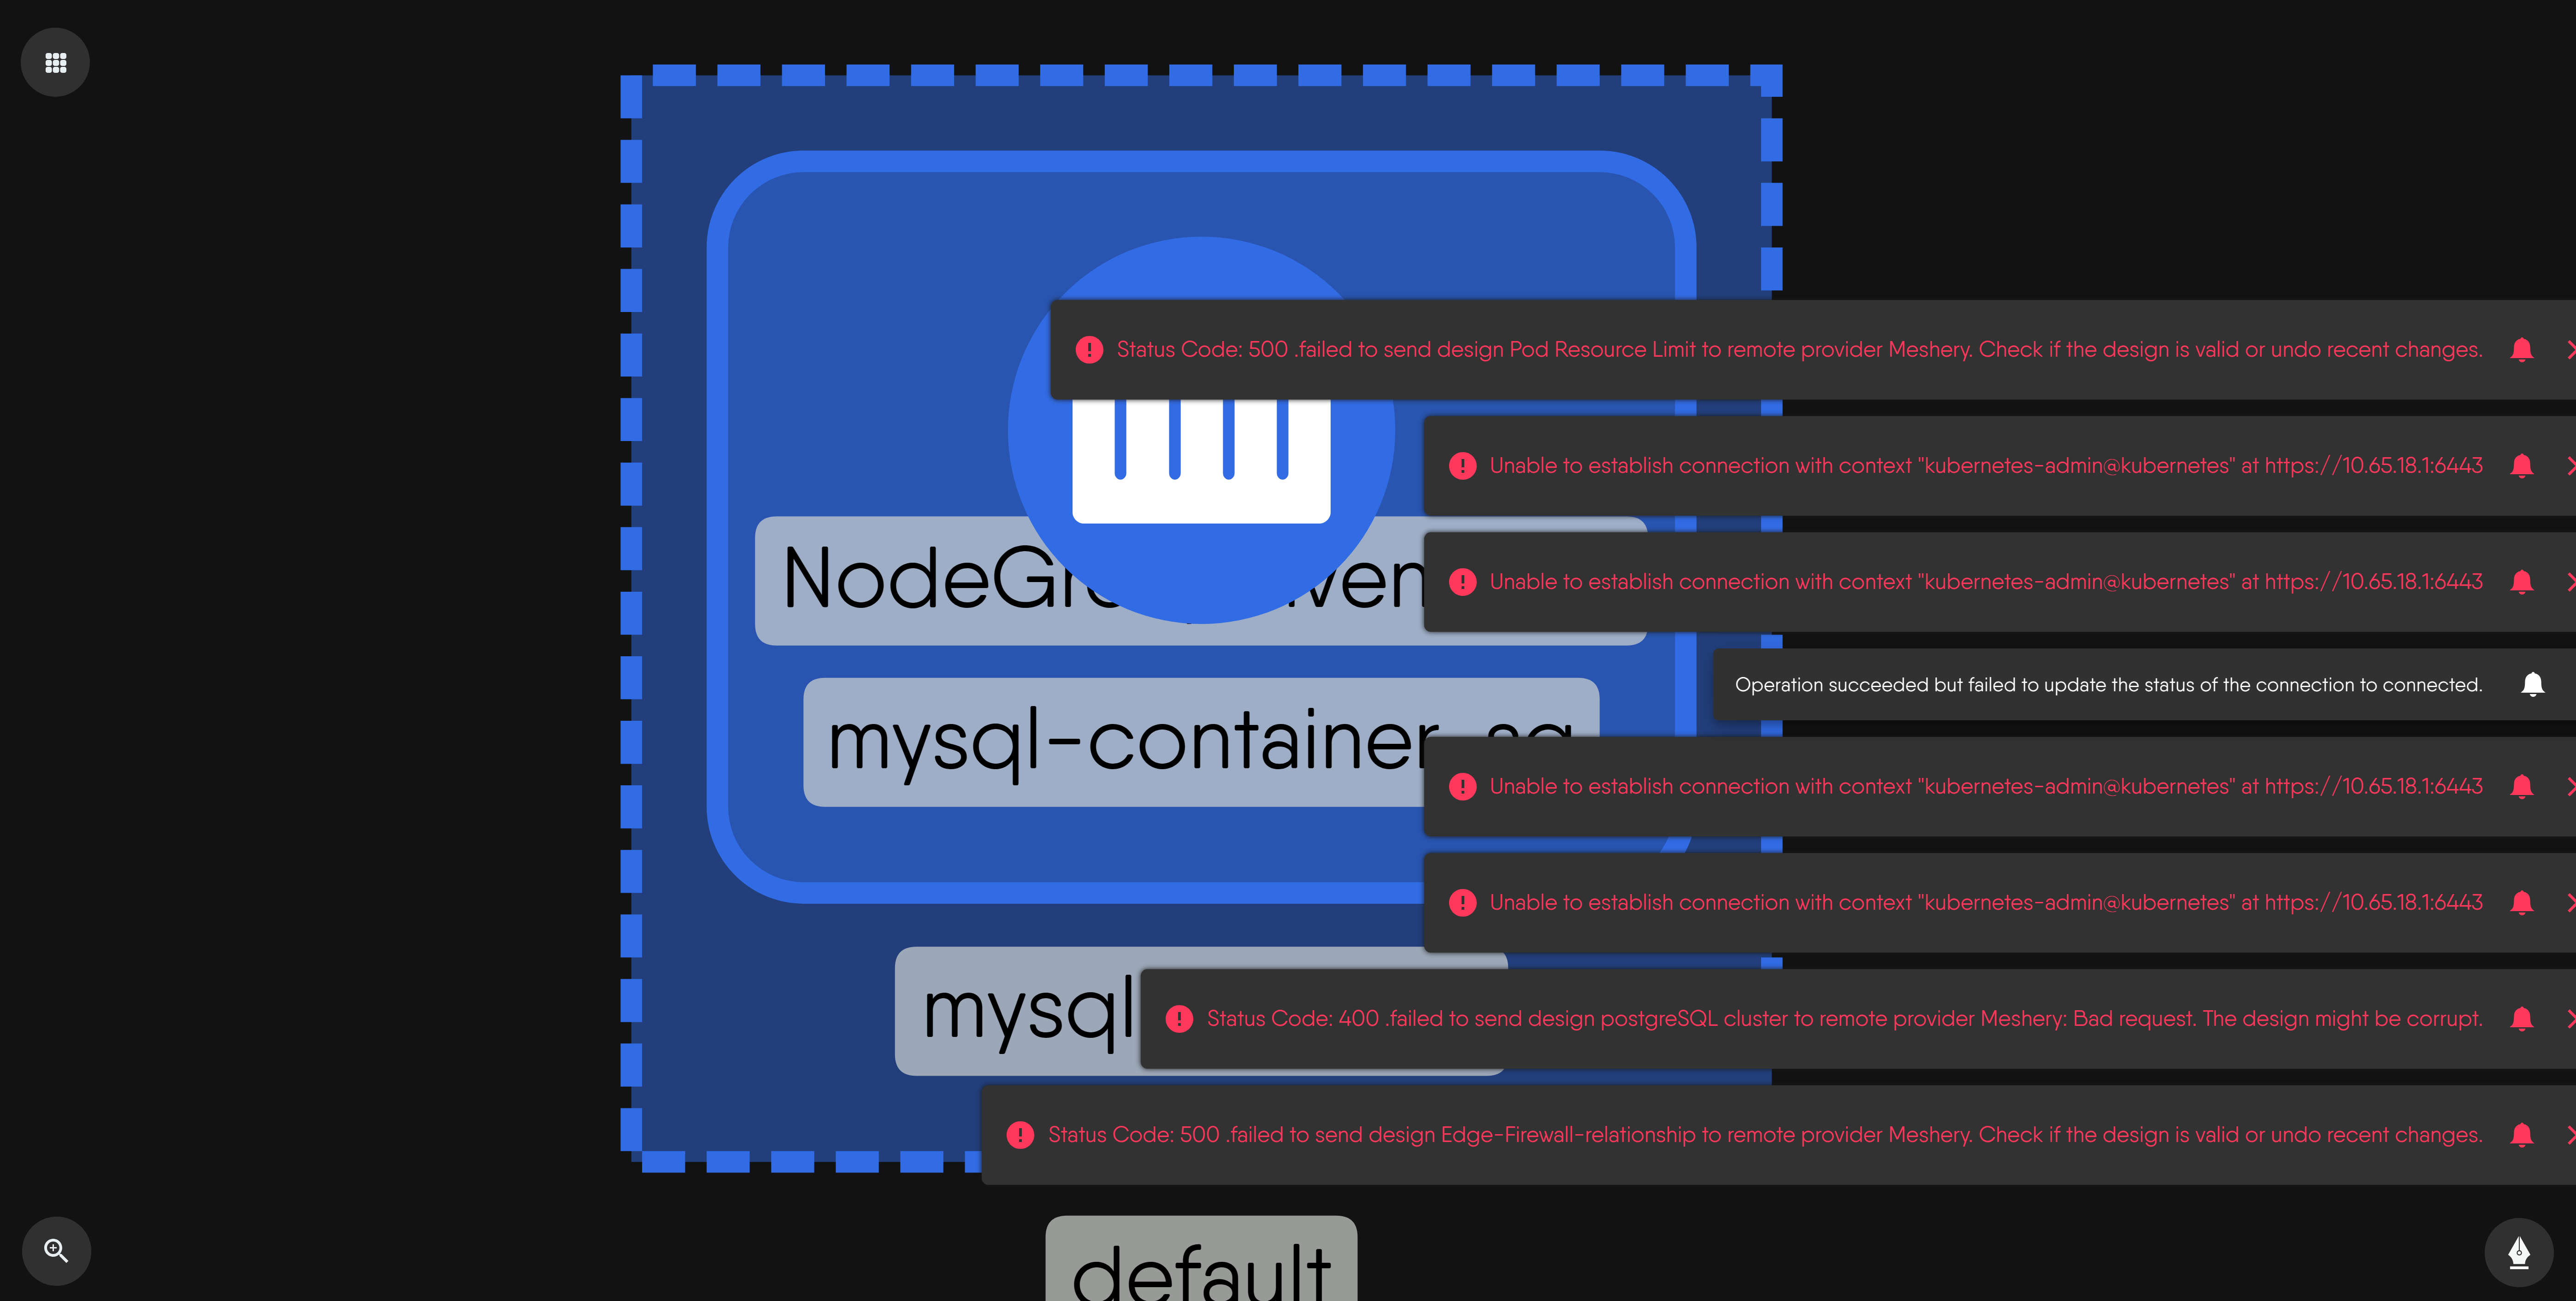 Status Code: 500 .failed to send design Pod Resource Limit to remote provider Meshery. Check if the design is valid or undo recent changes.
Unable to establish connection with context "kubernetes-admin@kubernetes" at https://10.65.18.1:6443
Unable to establish connection with context "kubernetes-admin@kubernetes" at https://10.65.18.1:6443
Operation succeeded but failed to update the status of the connection to connected.
mysql-container
Unable to establish connection with context "kubernetes-admin@kubernetes" at https://10.65.18.1:6443
Unable to establish connection with context "kubernetes-admin@kubernetes" at https://10.65.18.1:6443
mysql
Status Code: 400 .failed to send design postgreSQL cluster to remote provider Meshery: Bad request. The design might be corrupt.
Status Code: 500 .failed to send design Edge-Firewall-relationship to remote provider Meshery. Check if the design is valid or undo recent changes.
default